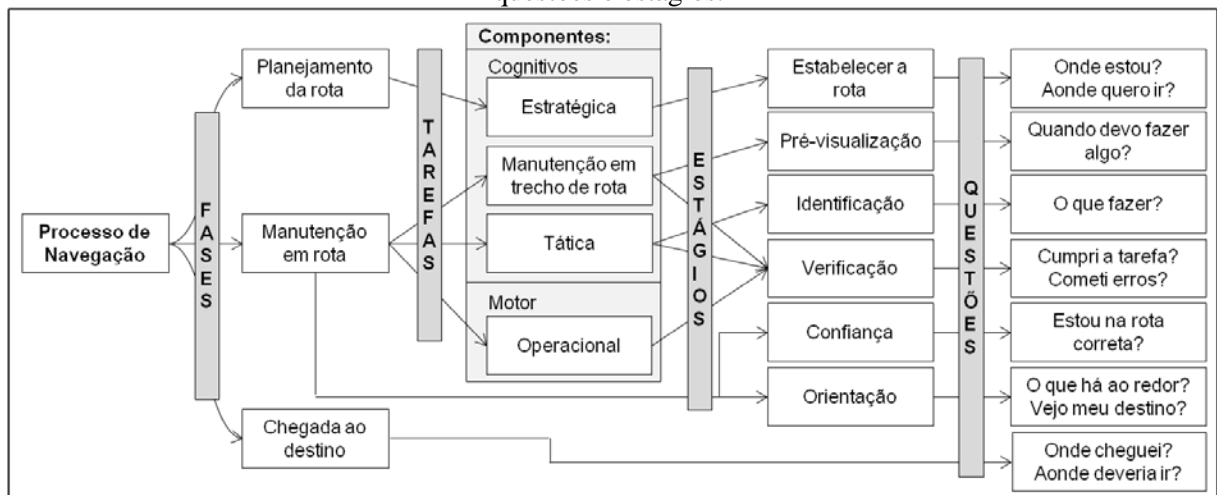 questões e estágios.
Processo de
Navegação
FASES
Planejamento
da rota
Manutenção
em rota
Chegada ao
destino
TAREFAS
Componentes:
Cognitivos
Estratégica
Manutenção em
trecho de rota
Tática
Motor
Operacional
ESTÁGIOS
Estabelecer a
rota
Pré-visualização
Identificação
Verificação
Confiança
Orientação
QUESTÕES
Onde estou?
Aonde quero ir?
Quando devo fazer
algo?
O que fazer?
Cumpri a tarefa?
Cometi erros?
Estou na rota
correta?
O que há ao redor?
Vejo meu destino?
Onde cheguei?
Aonde deveria ir?